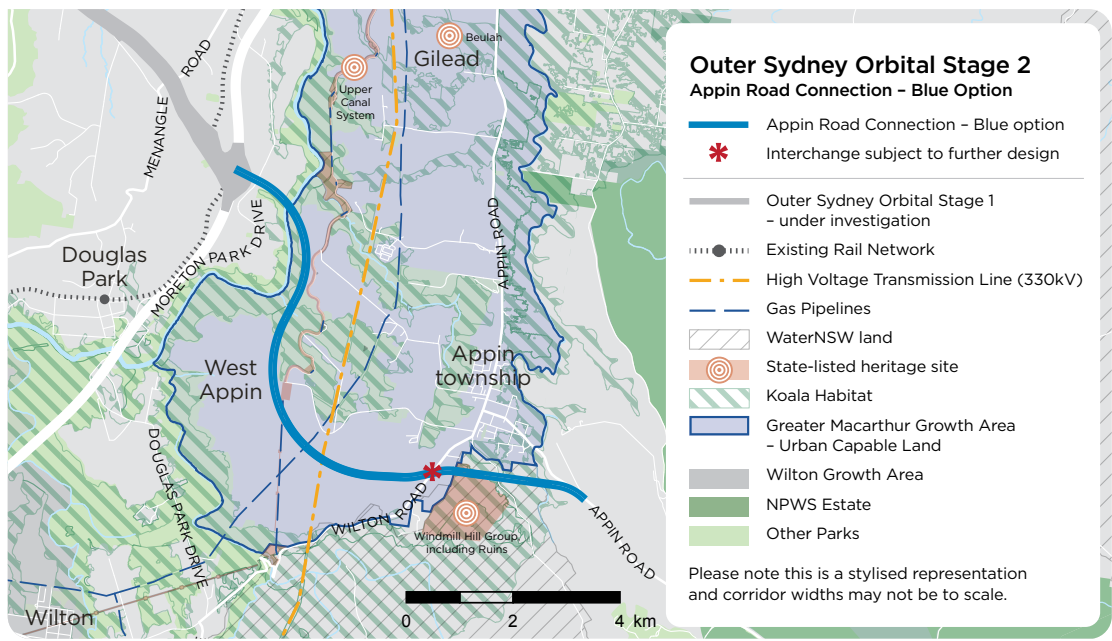 ROAD
MENANGLE
Beulah
Gilead
Upper
Canal
System
MORETON PARK DRIVE
APPIN ROAD
Douglas
Park
West
Appin
Appin
township
DOUGLAS PARK DRIVE
WILTON ROAD
Windmill Hill Group,
including Ruins
APPIN ROAD
Wilton
0 2 4 km
Outer Sydney Orbital Stage 2
Appin Road Connection – Blue Option
Appin Road Connection – Blue option
Interchange subject to further design
Outer Sydney Orbital Stage 1
– under investigation
Existing Rail Network
High Voltage Transmission Line (330kV)
Gas Pipelines
WaterNSW land
State-listed heritage site
Koala Habitat
Greater Macarthur Growth Area
– Urban Capable Land
Wilton Growth Area
NPWS Estate
Other Parks
Please note this is a stylised representation
and corridor widths may not be to scale.